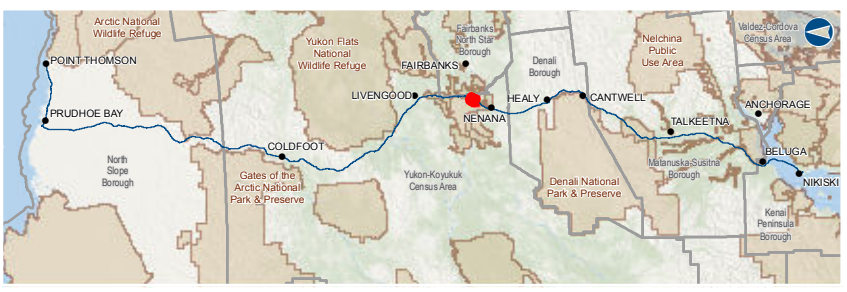 Arctic National
Wildlife Refuge
POINT THOMSON
PRUDHOE BAY
North
Slope
Borough
COLDFOOT
Gates of the
Arctic National
Park & Preserve
Yukon Flats
National
Wildlife Refuge
LIVENGOOD
FAIRBANKS
Fairbanks
North Star
Borough
NENANA
Yukon-Koyukuk
Census Area
Denali
Borough
HEALY
CANTWELL
Denali National
Park & Preserve
Nelchina
Public
Use Area
TALKEETNA
Matanuska-Susitna
Borough
Valdez-Cordova
Census Area
ANCHORAGE
BELUGA
NIKISKI
Kenai
Peninsula
Borough